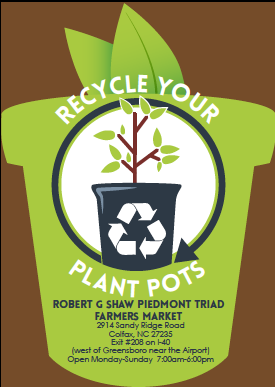 RECYCLE YOUR
PLANT POTS
ROBERT G SHAW PIEDMONT TRIAD
FARMERS MARKET
2914 Sandy Ridge Road
Colfax, NC 27235
Exit #208 on I-40
(west of Greensboro near the Airport)
Open Monday-Sunday 7:00am-6:00pm